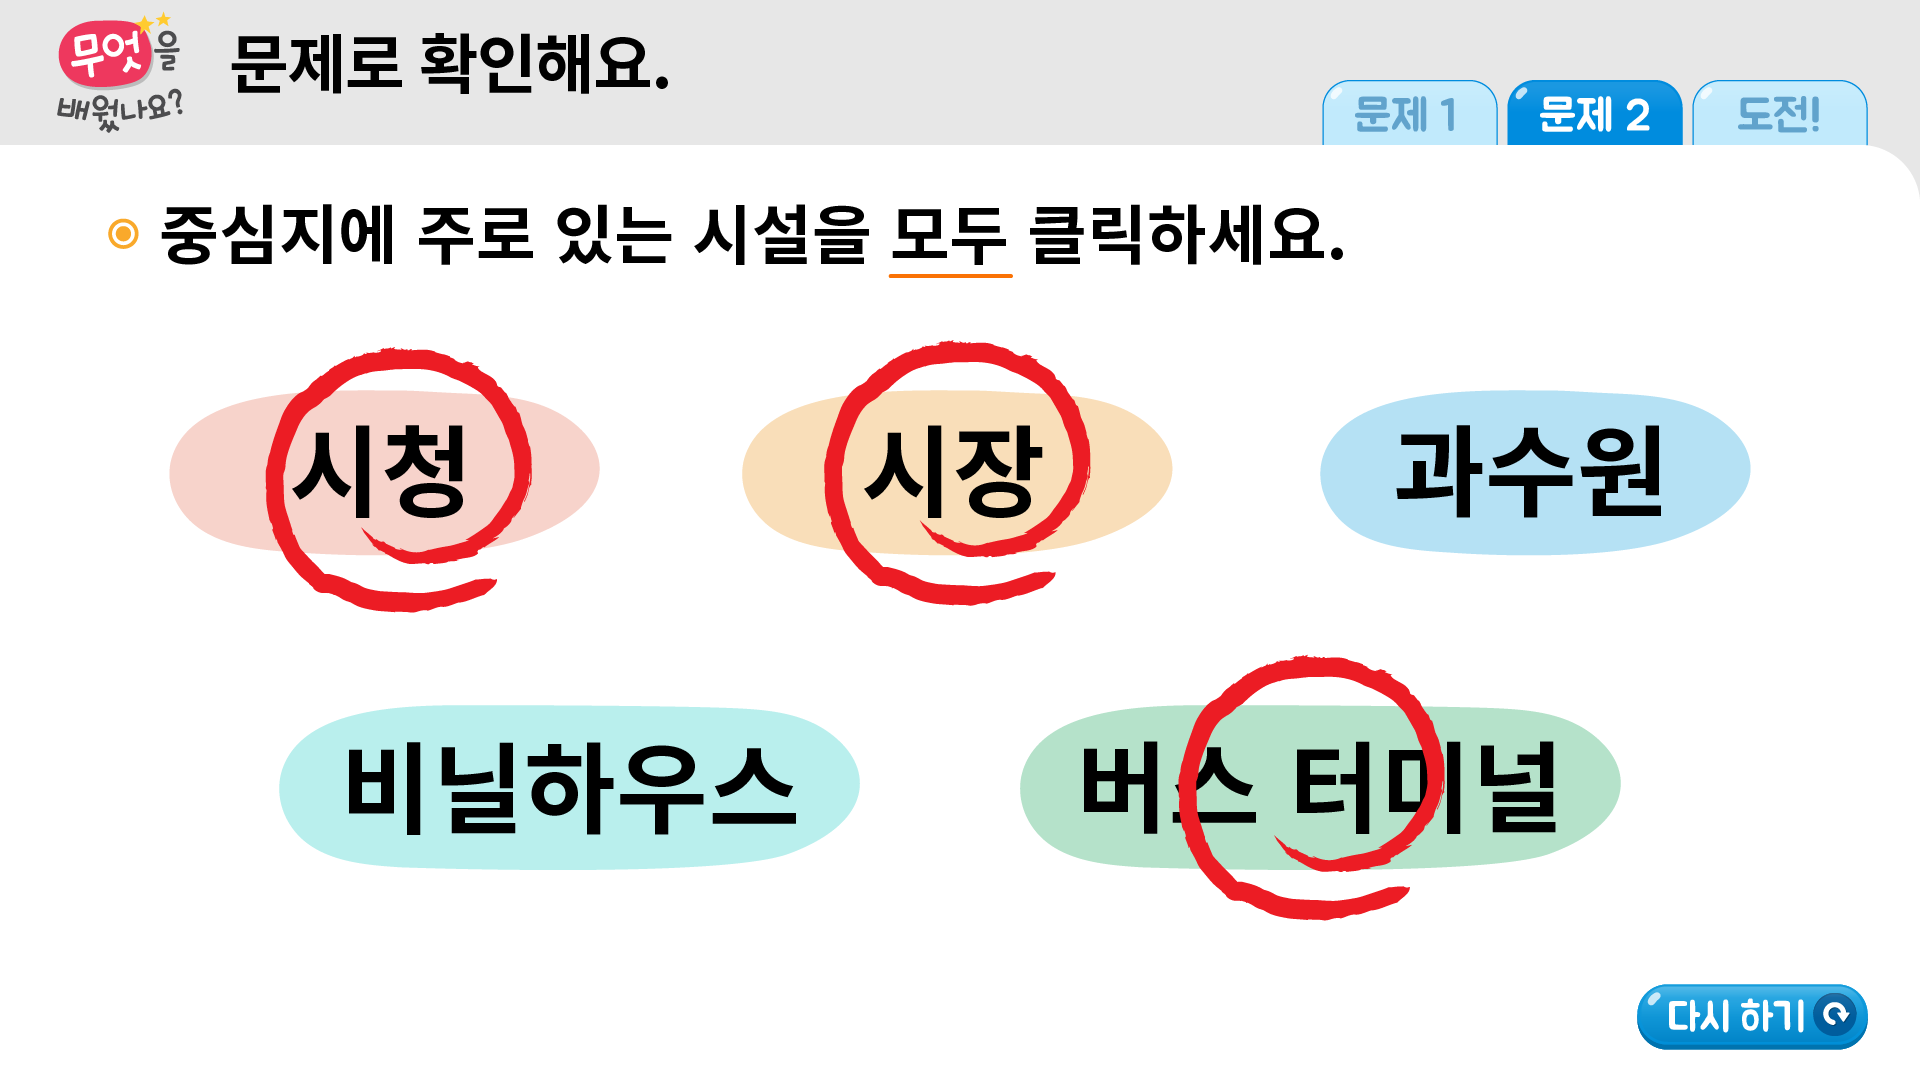 무엇을
배웠나요?
문제로 확인해요.
문제 1
문제 2
도전!
중심지에 주로 있는 시설을 모두 클릭하세요.
시청
시장
과수원
비닐하우스
버스 터미널
다시 하기